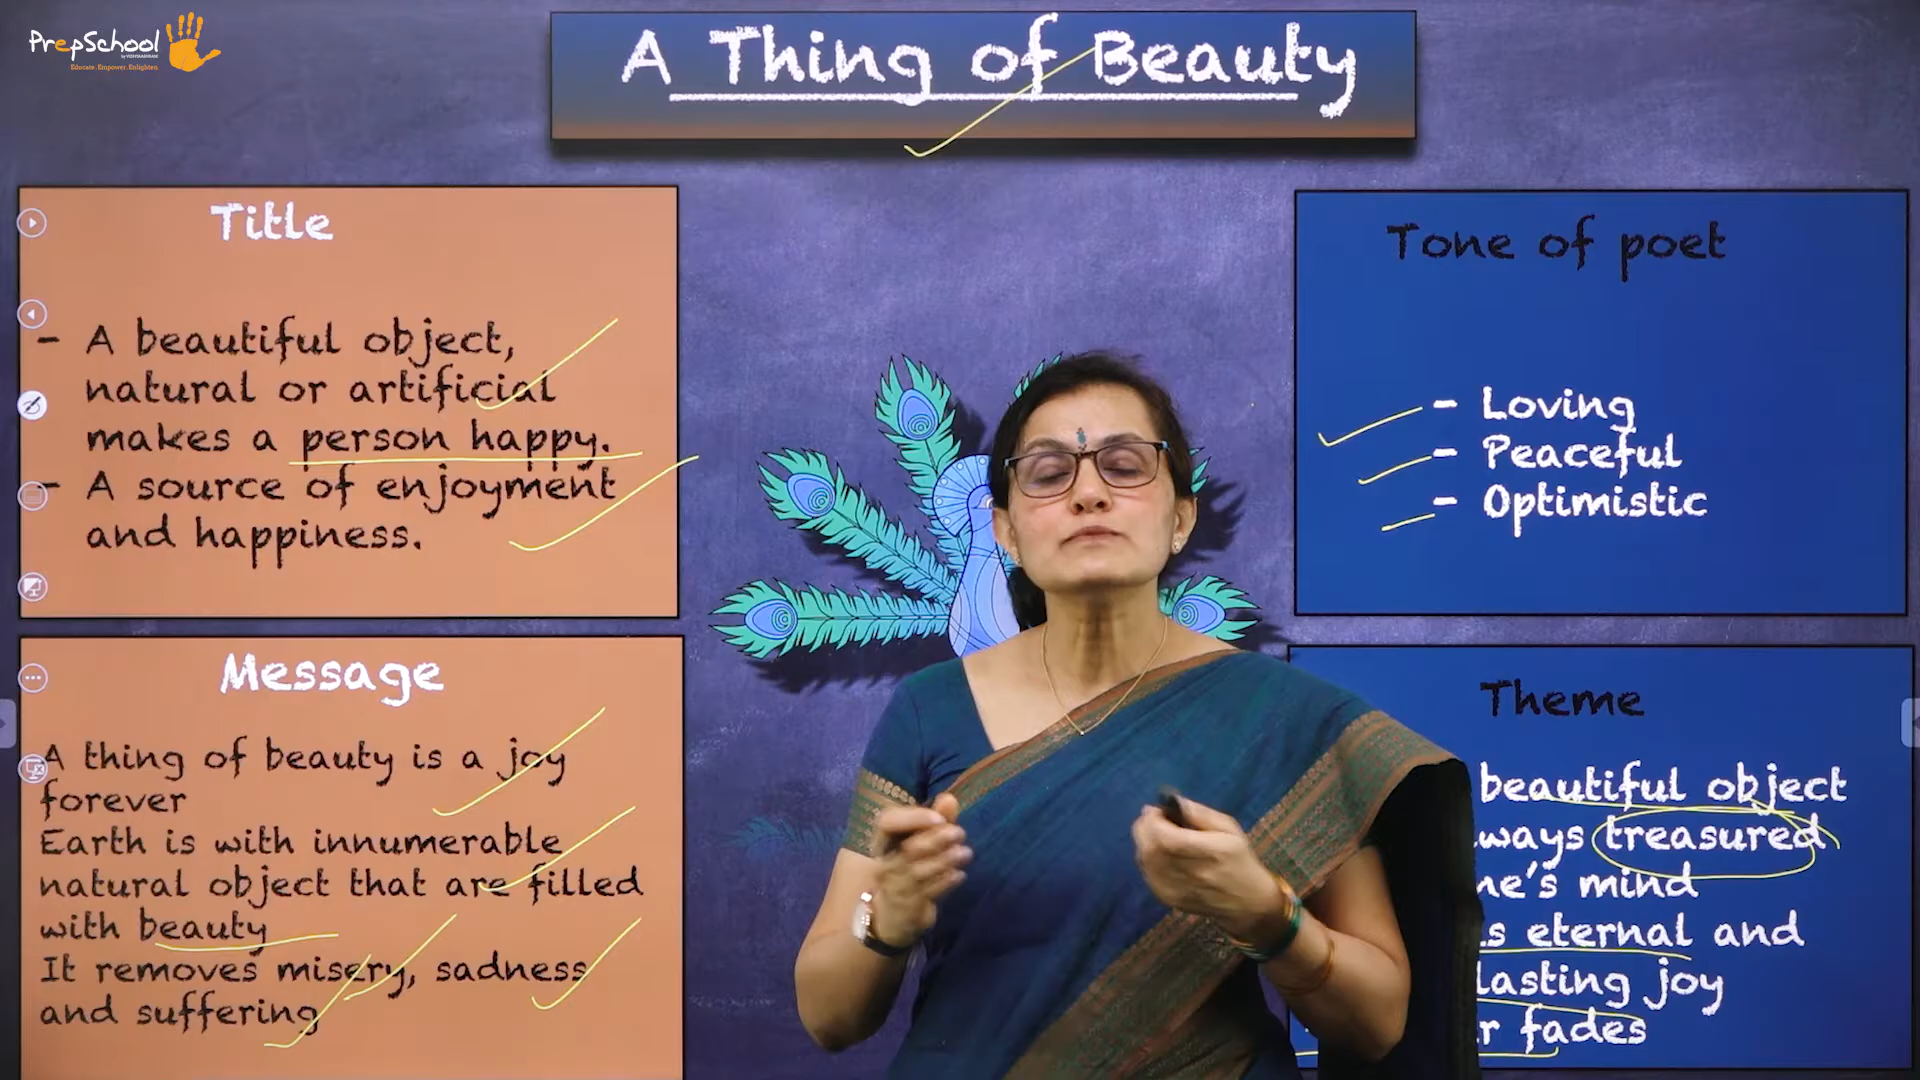 PrepSchool
Educate. Empower. Enlighten.
A Thing of Beauty
Title
- A beautiful object,
natural or artificial
makes a person happy.
- A source of enjoyment
and happiness.
Message
A thing of beauty is a joy
forever
Earth is with innumerable
natural object that are filled
with beauty
It removes misery, sadness
and suffering
Tone of poet
- Loving
- Peaceful
- Optimistic
Theme
beautiful object
treasured
mind
eternal and
lasting joy
fades